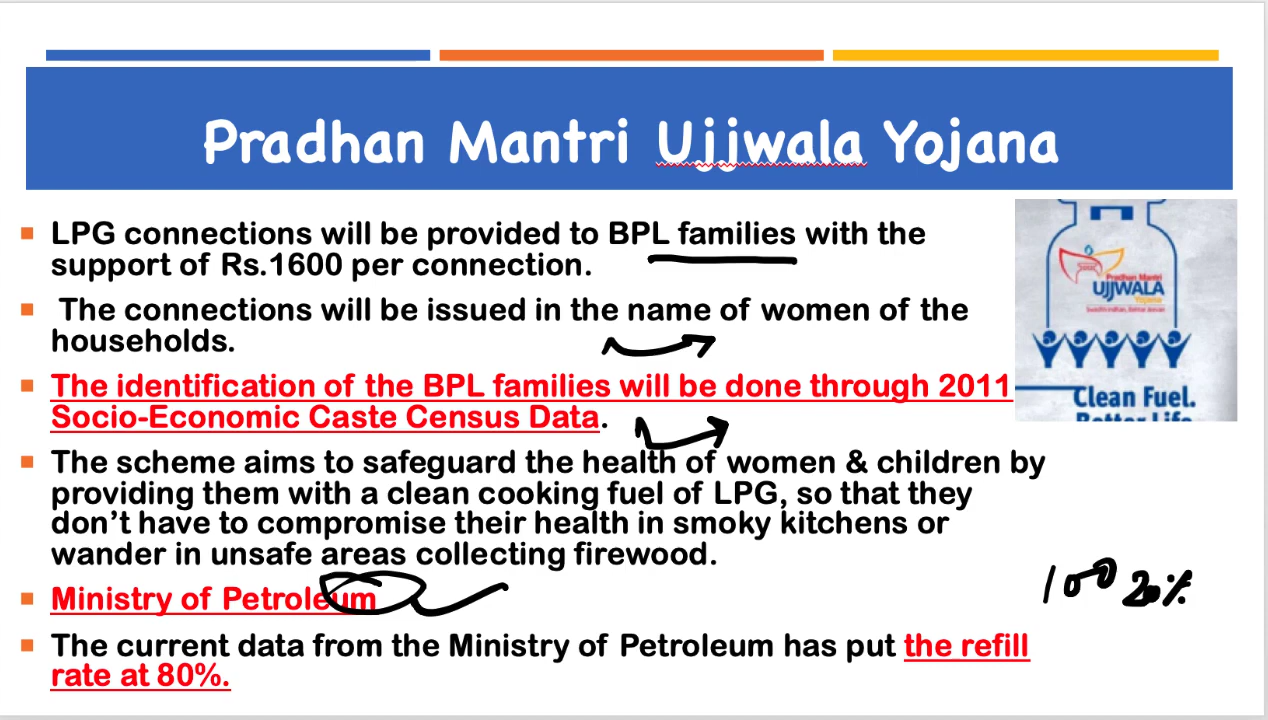 Pradhan Mantri Ujjwala Yojana
LPG connections will be provided to BPL families with the
support of Rs.1600 per connection.
The connections will be issued in the name of women of the
households.
The identification of the BPL families will be done through 2011
Socio-Economic Caste Census Data.
The scheme aims to safeguard the health of women & children by
providing them with a clean cooking fuel of LPG, so that they
don’t have to compromise their health in smoky kitchens or
wander in unsafe areas collecting firewood.
Ministry of Petroleum
The current data from the Ministry of Petroleum has put the refill
rate at 80%.
Pradhan Mantri
UJJWALA
Yojana
Clean Fuel.
Better Life
100 20%